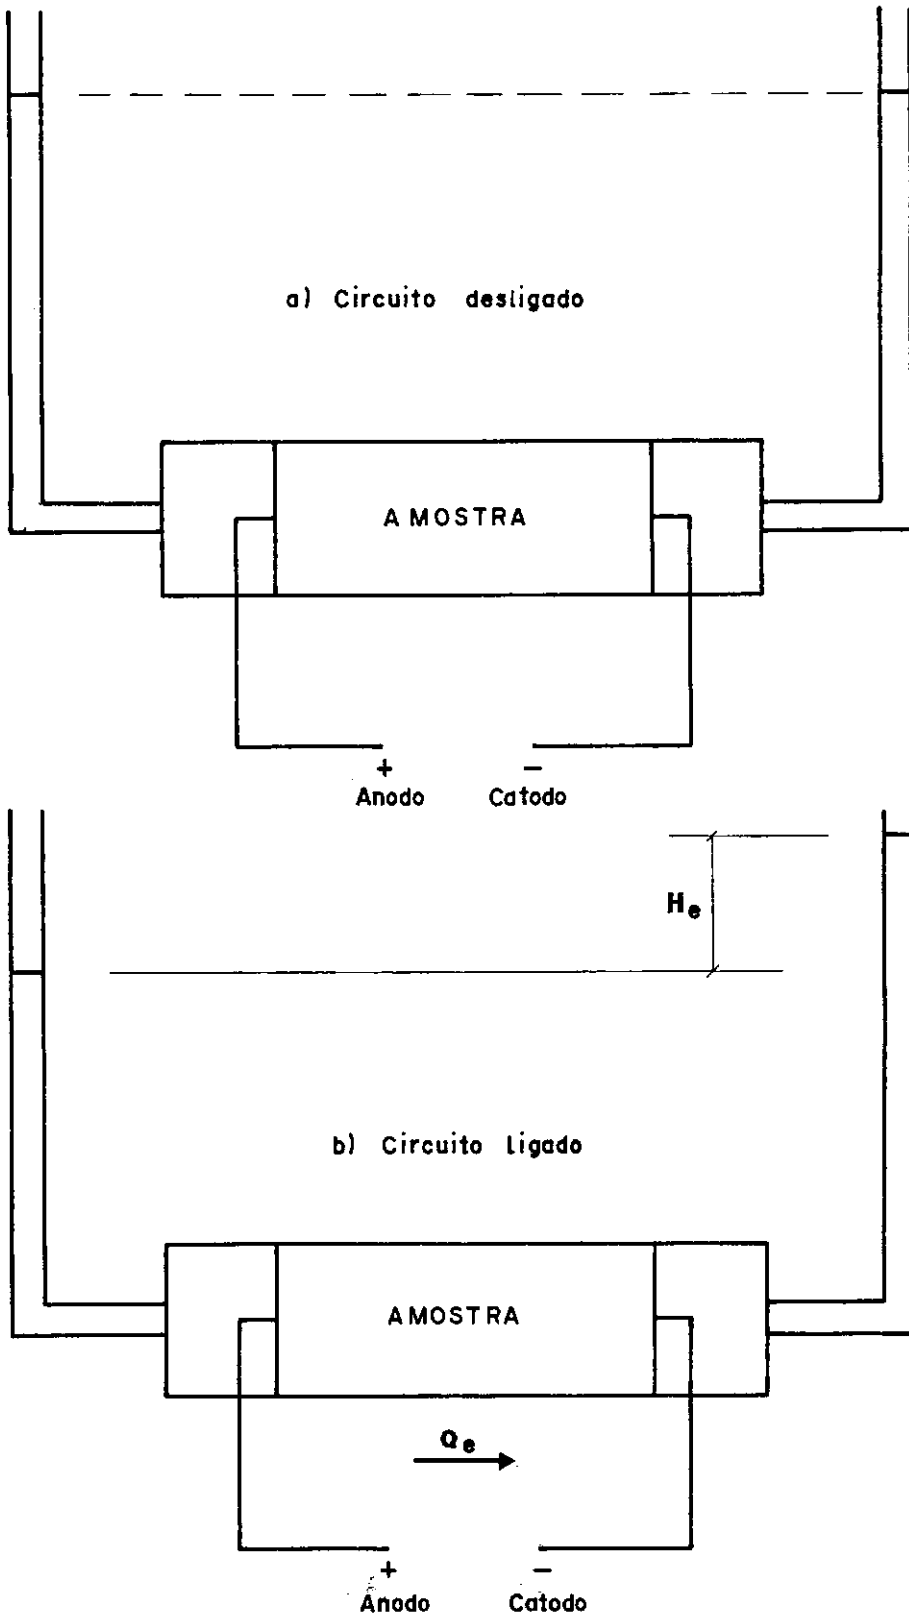 a) Circuito desligado
AMOSTRA
+ −
Anodo Catodo
He
b) Circuito ligado
AMOSTRA
Qe
+ −
Anodo Catodo